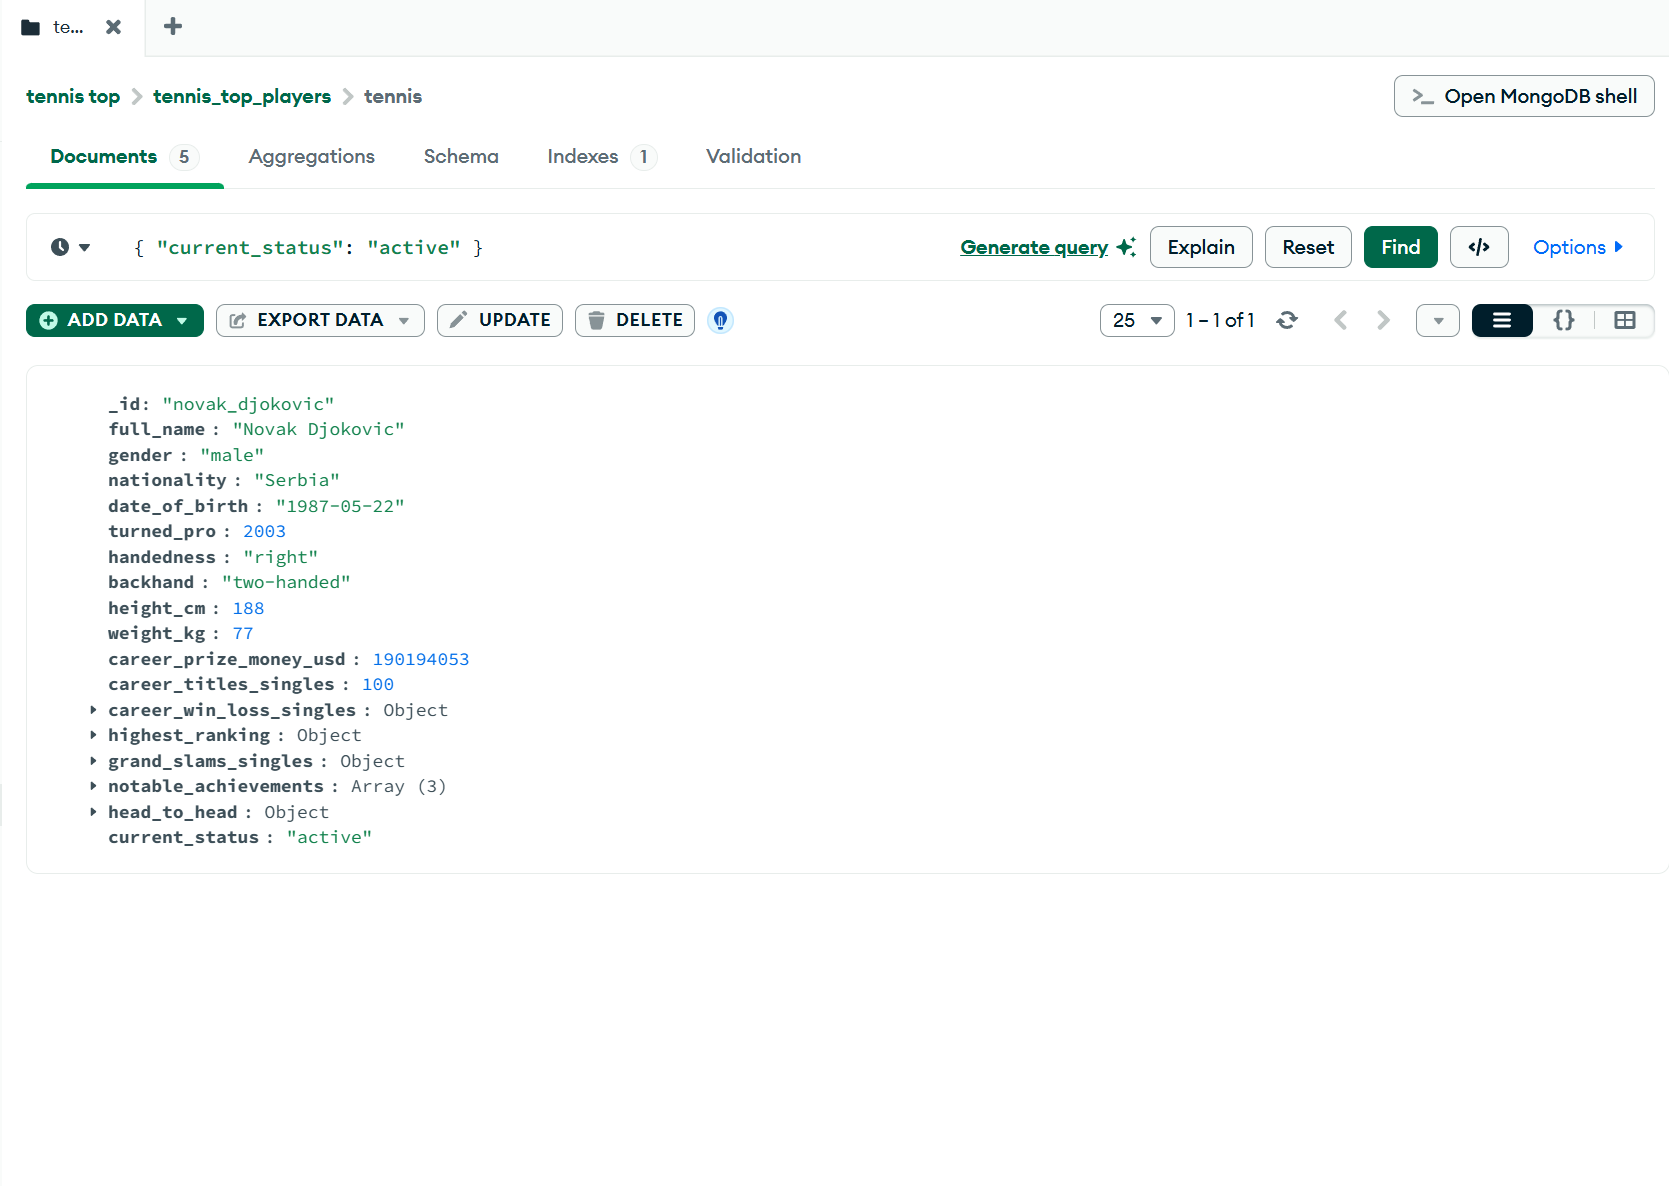 te...
tennis top > tennis_top_players > tennis
>_ Open MongoDB shell
Documents 5 Aggregations Schema Indexes 1 Validation
{ "current_status": "active" }
Generate query Explain Reset Find </> Options
ADD DATA EXPORT DATA UPDATE DELETE 25 1 – 1 of 1 {}
_id: "novak_djokovic"
full_name : "Novak Djokovic"
gender : "male"
nationality : "Serbia"
date_of_birth : "1987-05-22"
turned_pro : 2003
handedness : "right"
backhand : "two-handed"
height_cm : 188
weight_kg : 77
career_prize_money_usd : 190194053
career_titles_singles : 100
career_win_loss_singles : Object
highest_ranking : Object
grand_slams_singles : Object
notable_achievements : Array (3)
head_to_head : Object
current_status : "active"